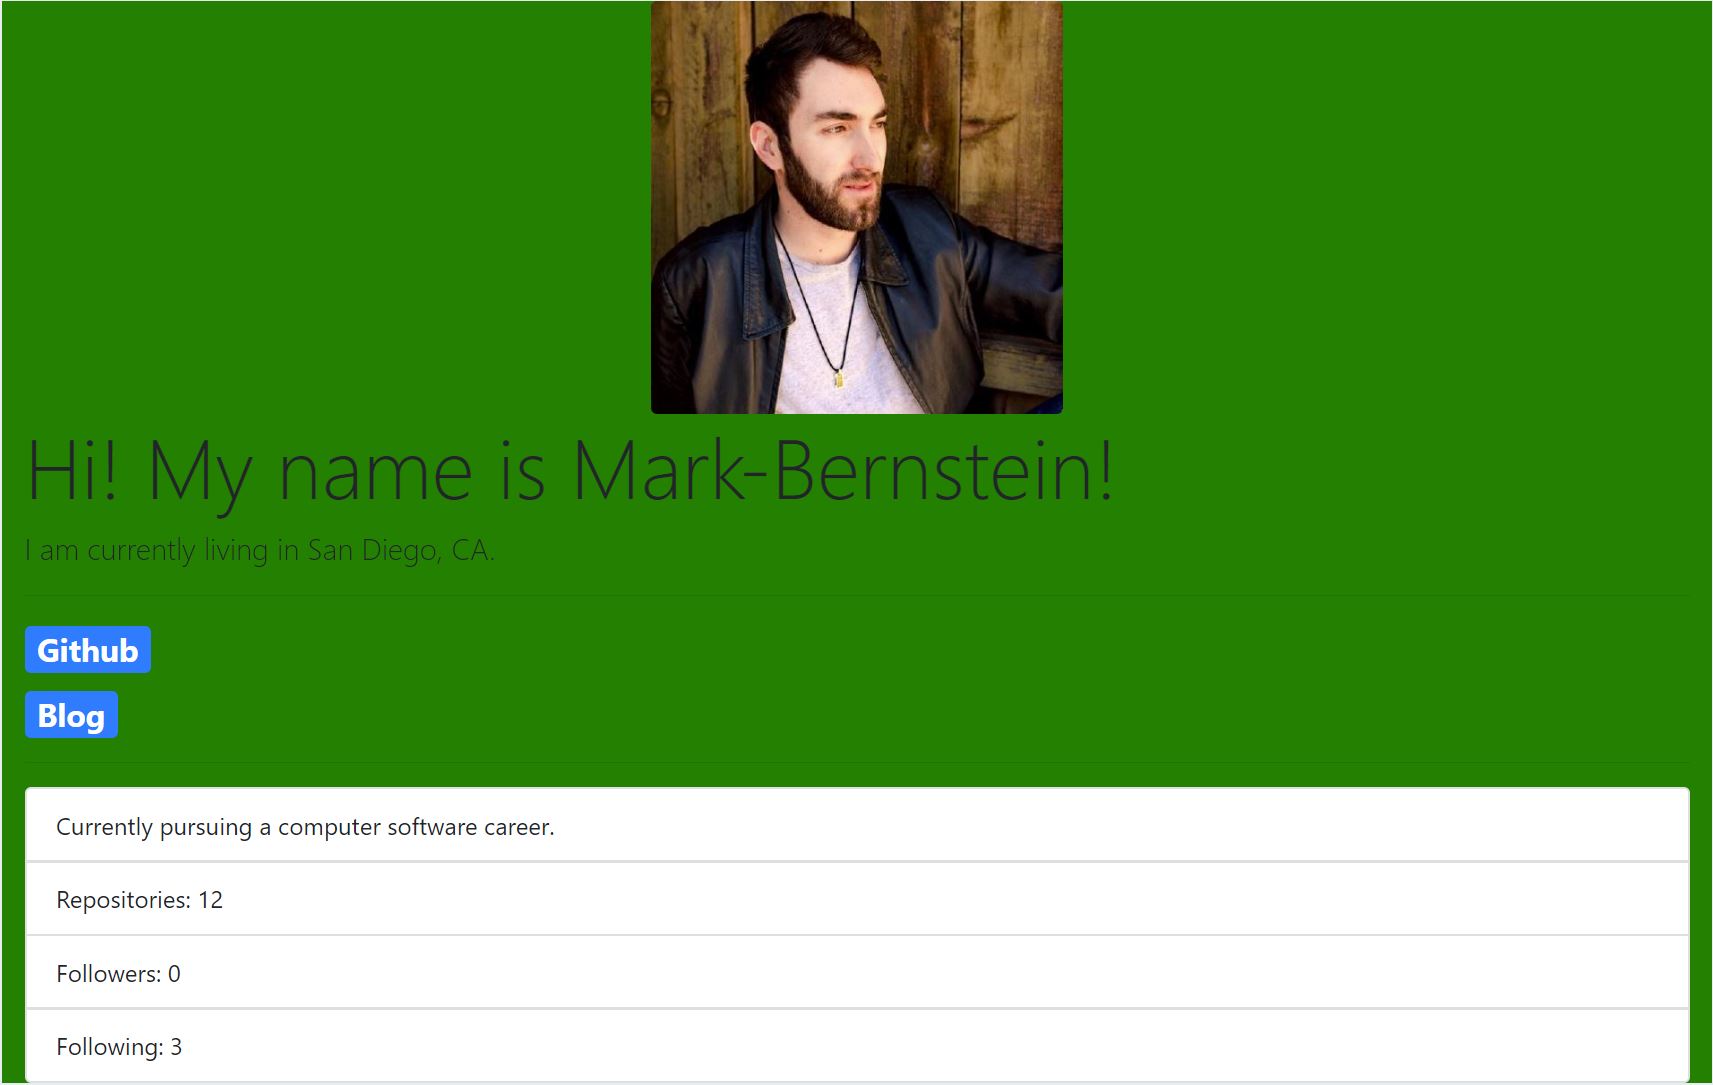 Hi! My name is Mark-Bernstein!
I am currently living in San Diego, CA.
Github
Blog
Currently pursuing a computer software career.
Repositories: 12
Followers: 0
Following: 3